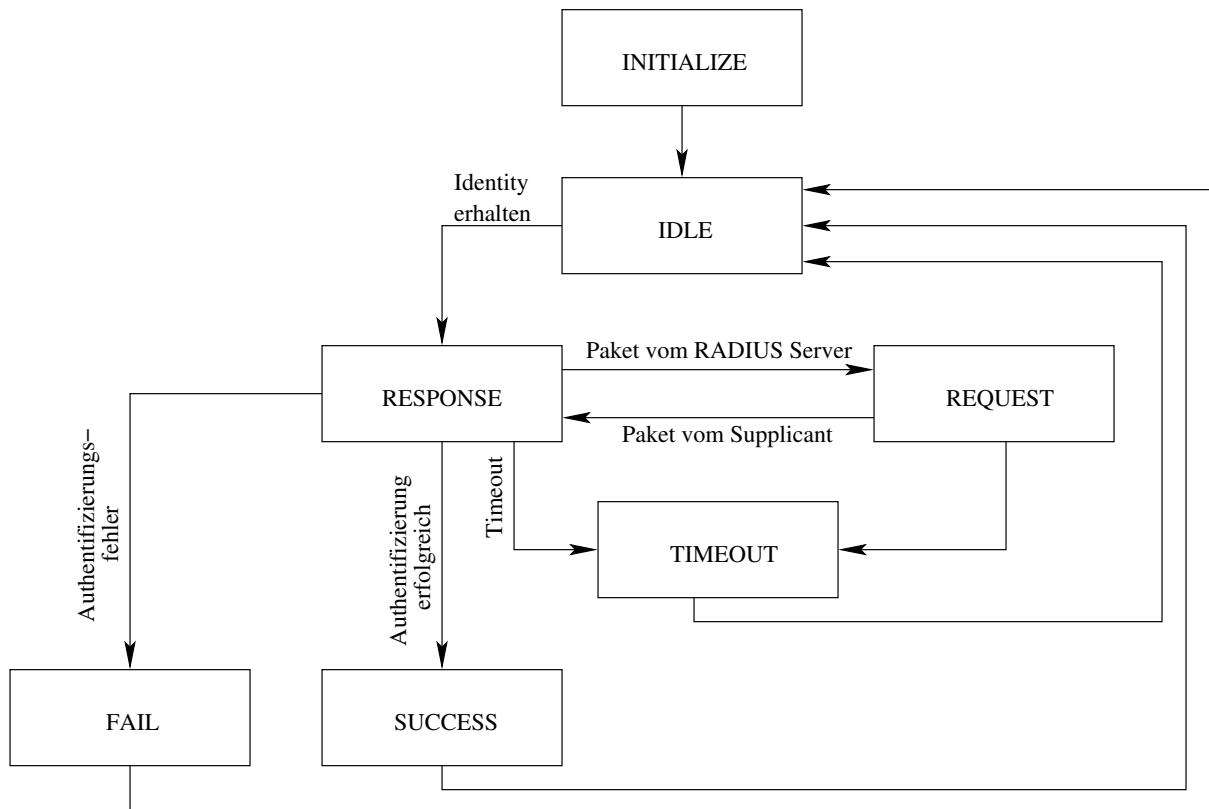 INITIALIZE
Identity
erhalten
IDLE
Paket vom RADIUS Server
RESPONSE
REQUEST
Paket vom Supplicant
Authentifizierungs-
fehler
Authentifizierung
erfolgreich
Timeout
TIMEOUT
FAIL
SUCCESS